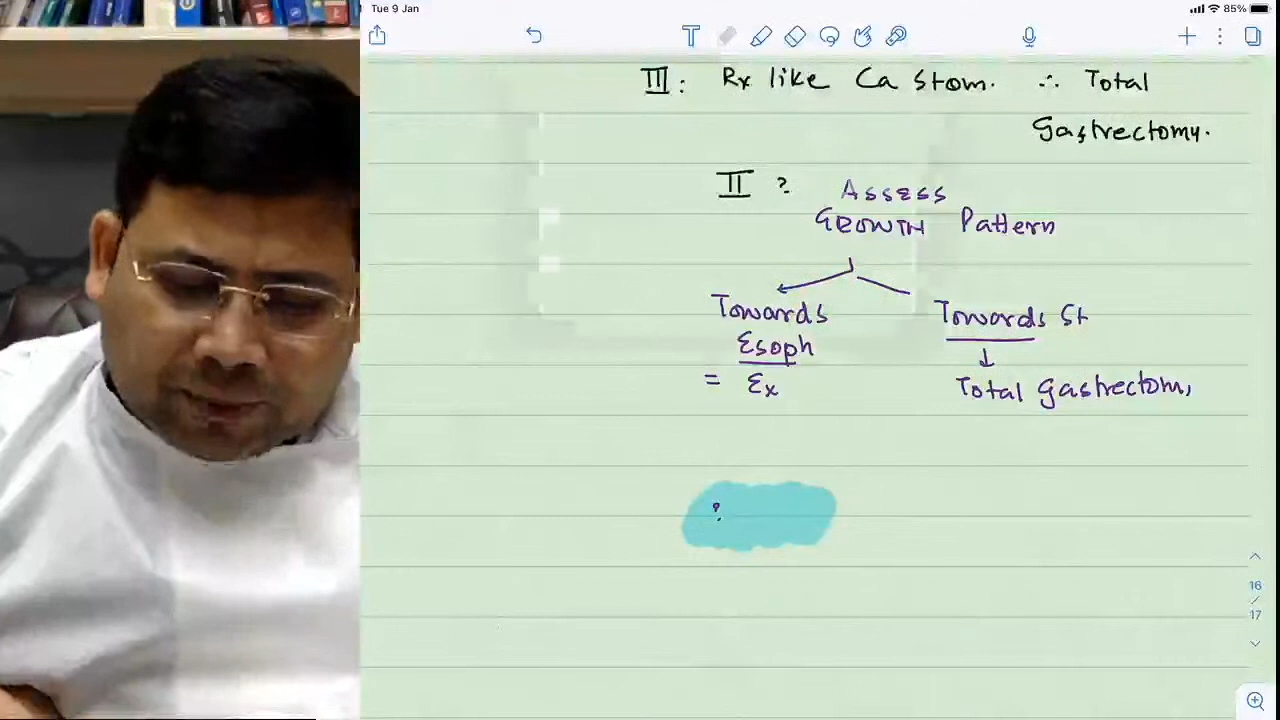 Tue 9 Jan
85%
III: Rx like Ca Stom. ∴ Total
Gastrectomy.
II ? Assess
GROWTH Pattern
Towards
Esoph
= Ex
Towards St
Total Gastrectom,
?
16
17